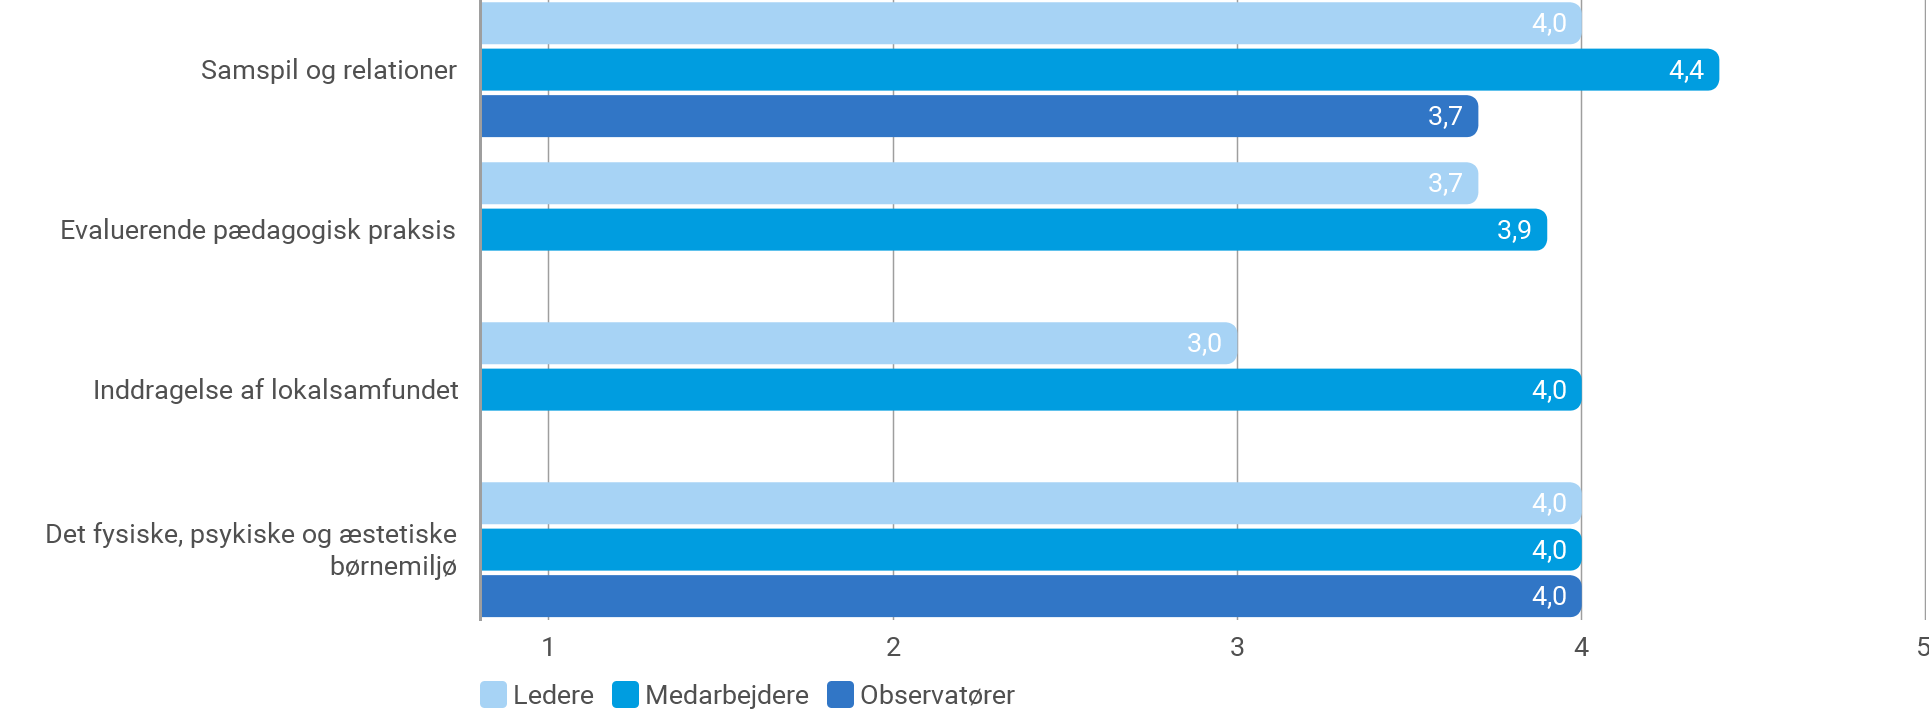 4,0
Samspil og relationer
4,4
3,7
3,7
Evaluerende pædagogisk praksis
3,9
3,0
Inddragelse af lokalsamfundet
4,0
4,0
Det fysiske, psykiske og æstetiske
børnemiljø
4,0
4,0
1 2 3 4 5
Ledere Medarbejdere Observatører